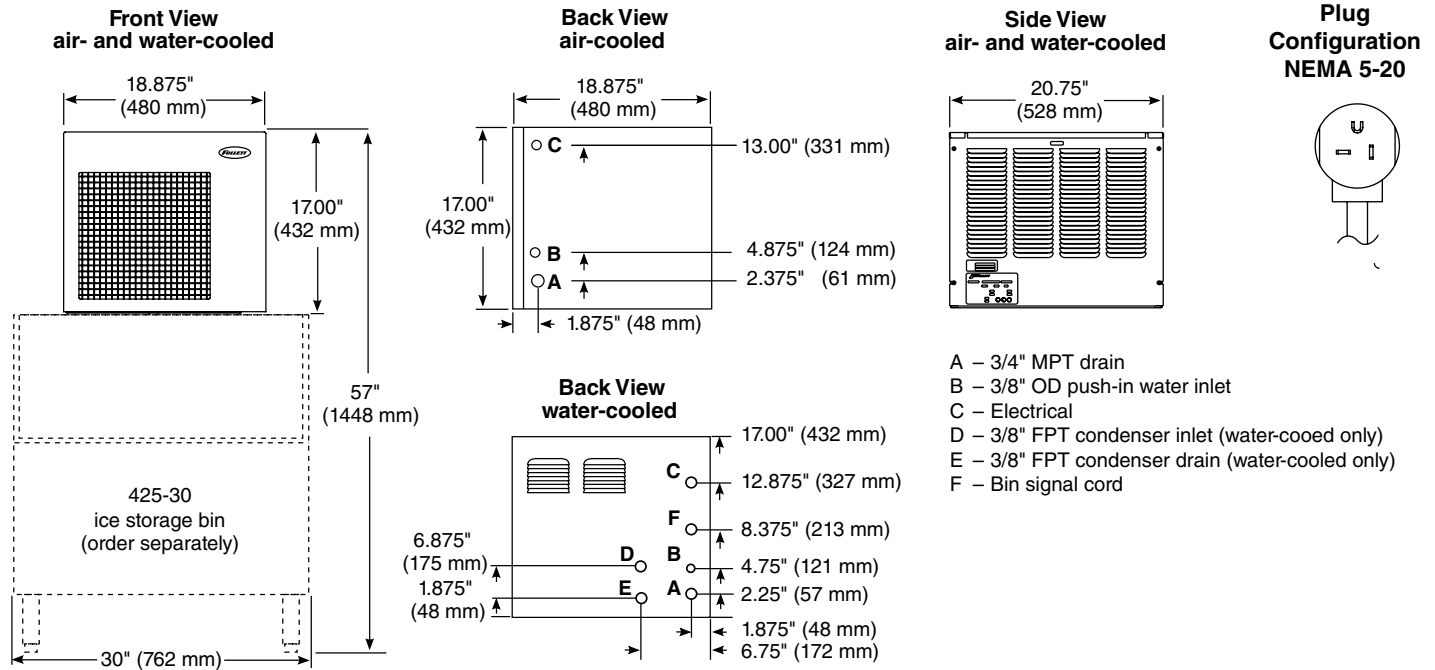 Front View
air- and water-cooled
18.875"
(480 mm)
FOLLETT
17.00"
(432 mm)
57"
(1448 mm)
425-30
ice storage bin
(order separately)
30" (762 mm)
Back View
air-cooled
18.875"
(480 mm)
17.00"
(432 mm)
C
13.00" (331 mm)
B
4.875" (124 mm)
A
2.375" (61 mm)
1.875" (48 mm)
Back View
water-cooled
17.00" (432 mm)
C
12.875" (327 mm)
F
8.375" (213 mm)
6.875"
(175 mm)
D
B
4.75" (121 mm)
1.875"
(48 mm)
E
A
2.25" (57 mm)
1.875" (48 mm)
6.75" (172 mm)
Side View
air- and water-cooled
20.75"
(528 mm)
Plug
Configuration
NEMA 5-20
A – 3/4" MPT drain
B – 3/8" OD push-in water inlet
C – Electrical
D – 3/8" FPT condenser inlet (water-cooed only)
E – 3/8" FPT condenser drain (water-cooled only)
F – Bin signal cord